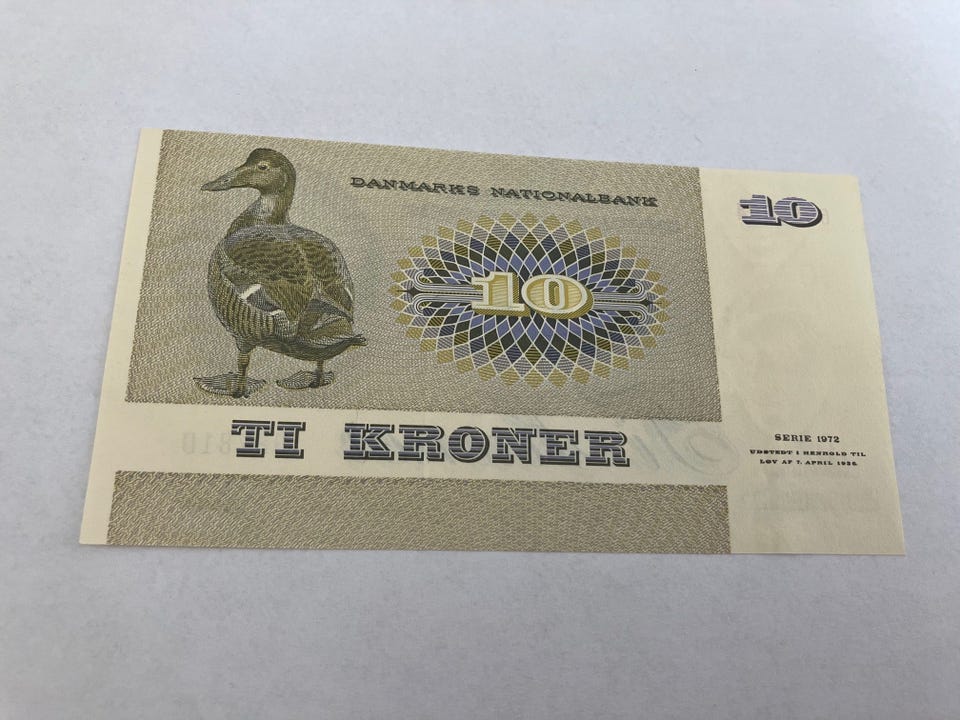 DANMARKS NATIONALBANK
10
10
TI KRONER
SERIE 1972
UDSTEDT I HENHOLD TIL
LOV AF 7. APRIL 1936